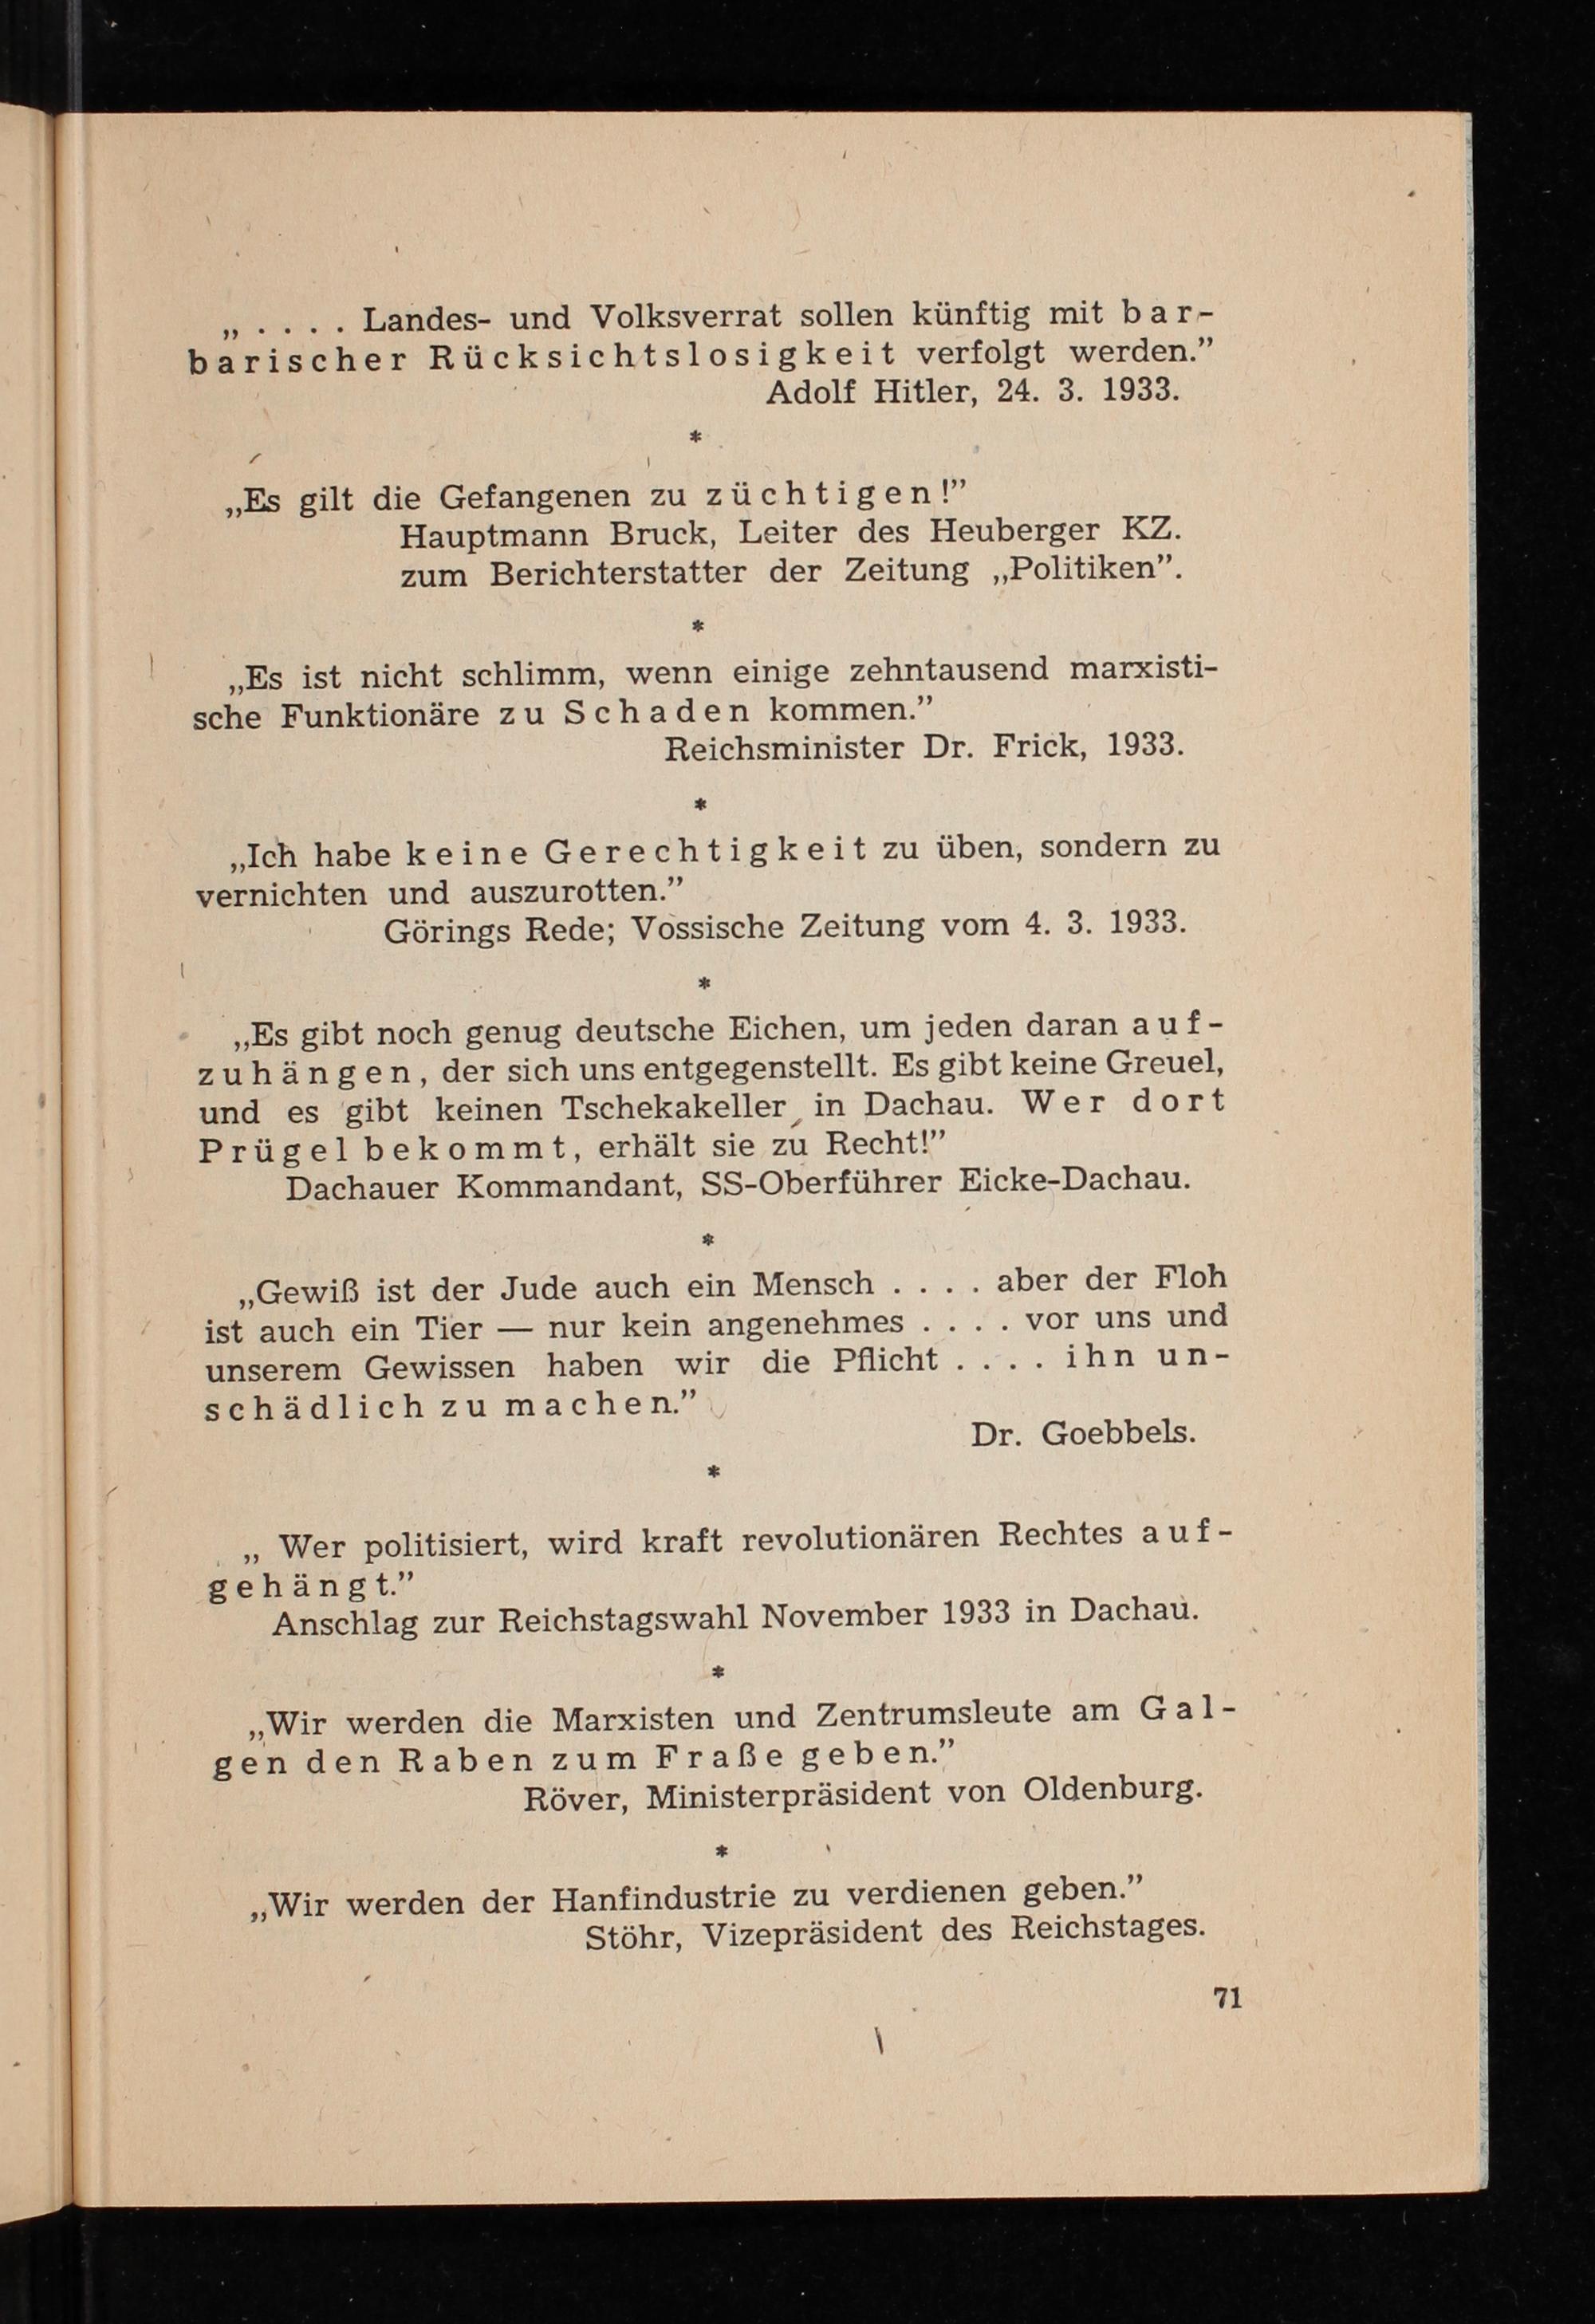 „ . . . . Landes- und Volksverrat sollen künftig mit bar-
barischer Rücksichtslosigkeit verfolgt werden.”
Adolf Hitler, 24. 3. 1933.
*
„Es gilt die Gefangenen zu züchtigen!”
Hauptmann Bruck, Leiter des Heuberger KZ.
zum Berichterstatter der Zeitung „Politiken”.
*
„Es ist nicht schlimm, wenn einige zehntausend marxisti-
sche Funktionäre zu Schaden kommen.”
Reichsminister Dr. Frick, 1933.
*
„Ich habe keine Gerechtigkeit zu üben, sondern zu
vernichten und auszurotten.”
Görings Rede; Vossische Zeitung vom 4. 3. 1933.
*
„Es gibt noch genug deutsche Eichen, um jeden daran auf-
zuhängen, der sich uns entgegenstellt. Es gibt keine Greuel,
und es gibt keinen Tschekakeller in Dachau. Wer dort
Prügel bekommt, erhält sie zu Recht!”
Dachauer Kommandant, SS-Oberführer Eicke-Dachau.
*
„Gewiß ist der Jude auch ein Mensch . . . . aber der Floh
ist auch ein Tier — nur kein angenehmes . . . . vor uns und
unserem Gewissen haben wir die Pflicht . . . . ihn un-
schädlich zu machen.”
Dr. Goebbels.
*
„ Wer politisiert, wird kraft revolutionären Rechtes auf-
gehängt.”
Anschlag zur Reichstagswahl November 1933 in Dachau.
*
„Wir werden die Marxisten und Zentrumsleute am Gal-
gen den Raben zum Fraße geben.”
Röver, Ministerpräsident von Oldenburg.
*
„Wir werden der Hanfindustrie zu verdienen geben.”
Stöhr, Vizepräsident des Reichstages.
71